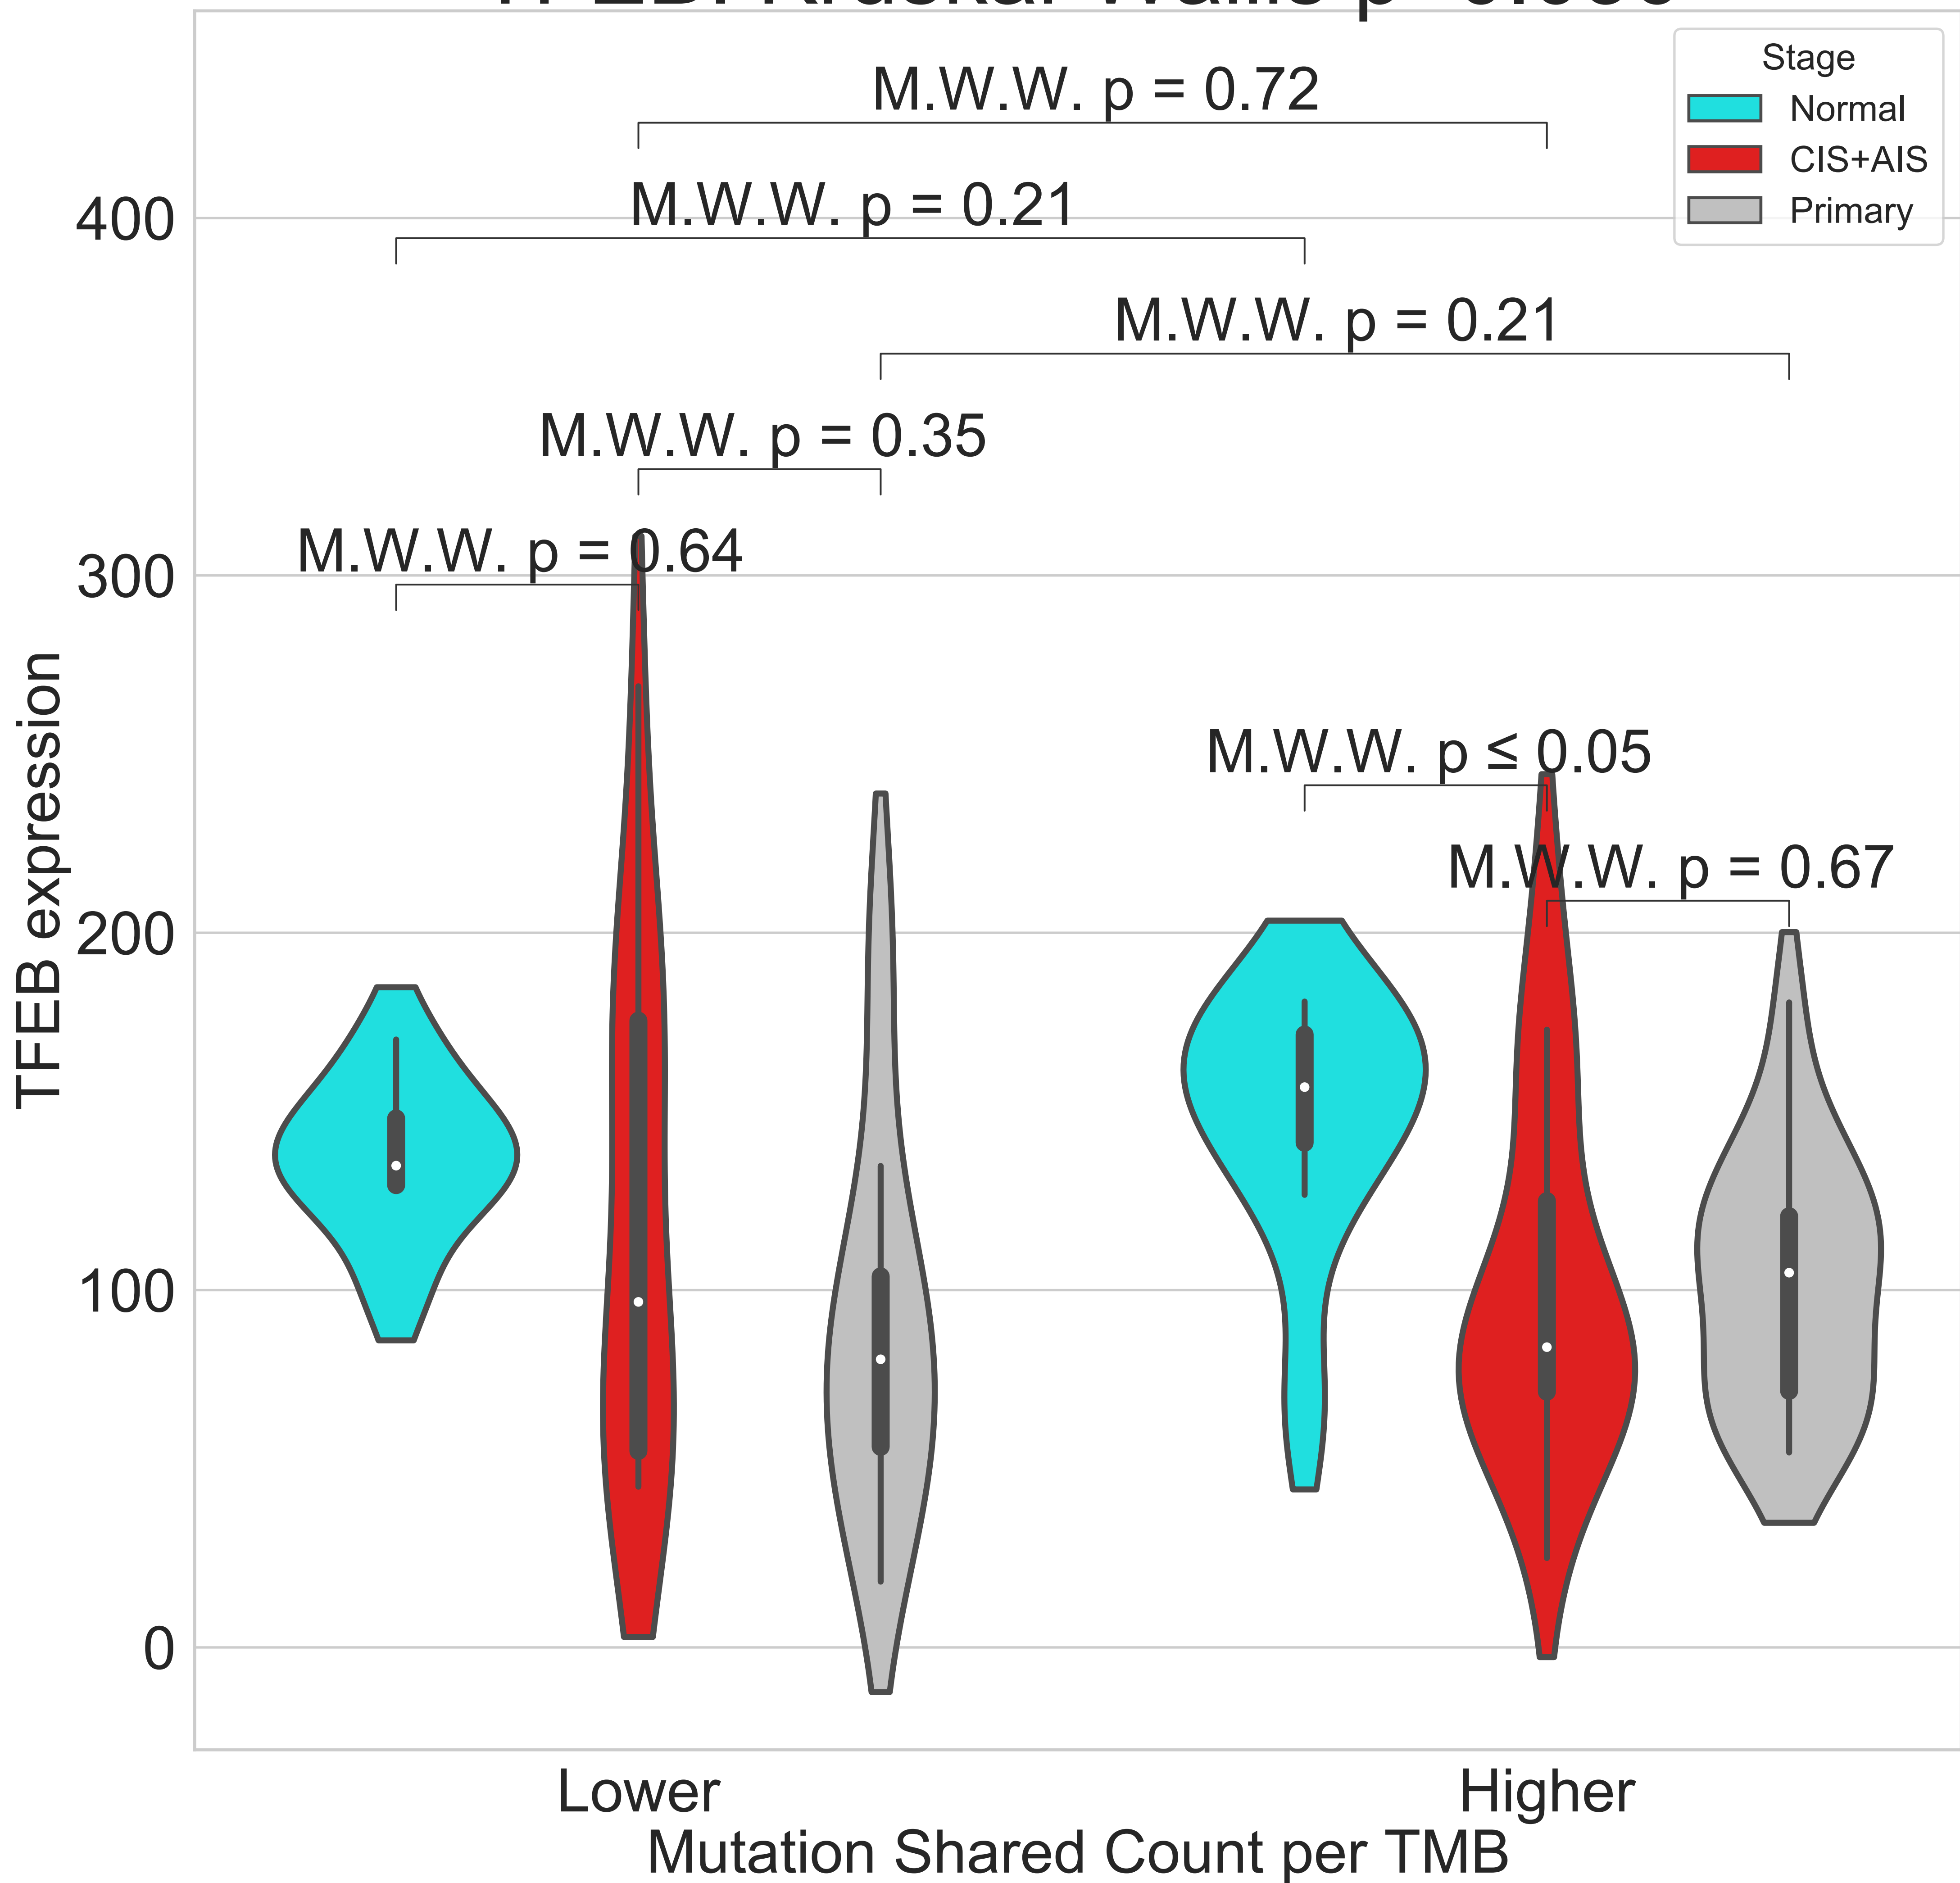 Stage
Normal
CIS+AIS
Primary
M.W.W. p = 0.72
M.W.W. p = 0.21
M.W.W. p = 0.21
M.W.W. p = 0.35
M.W.W. p = 0.64
M.W.W. p ≤ 0.05
M.W.W. p = 0.67
400
300
200
100
0
TFEB expression
Lower
Higher
Mutation Shared Count per TMB